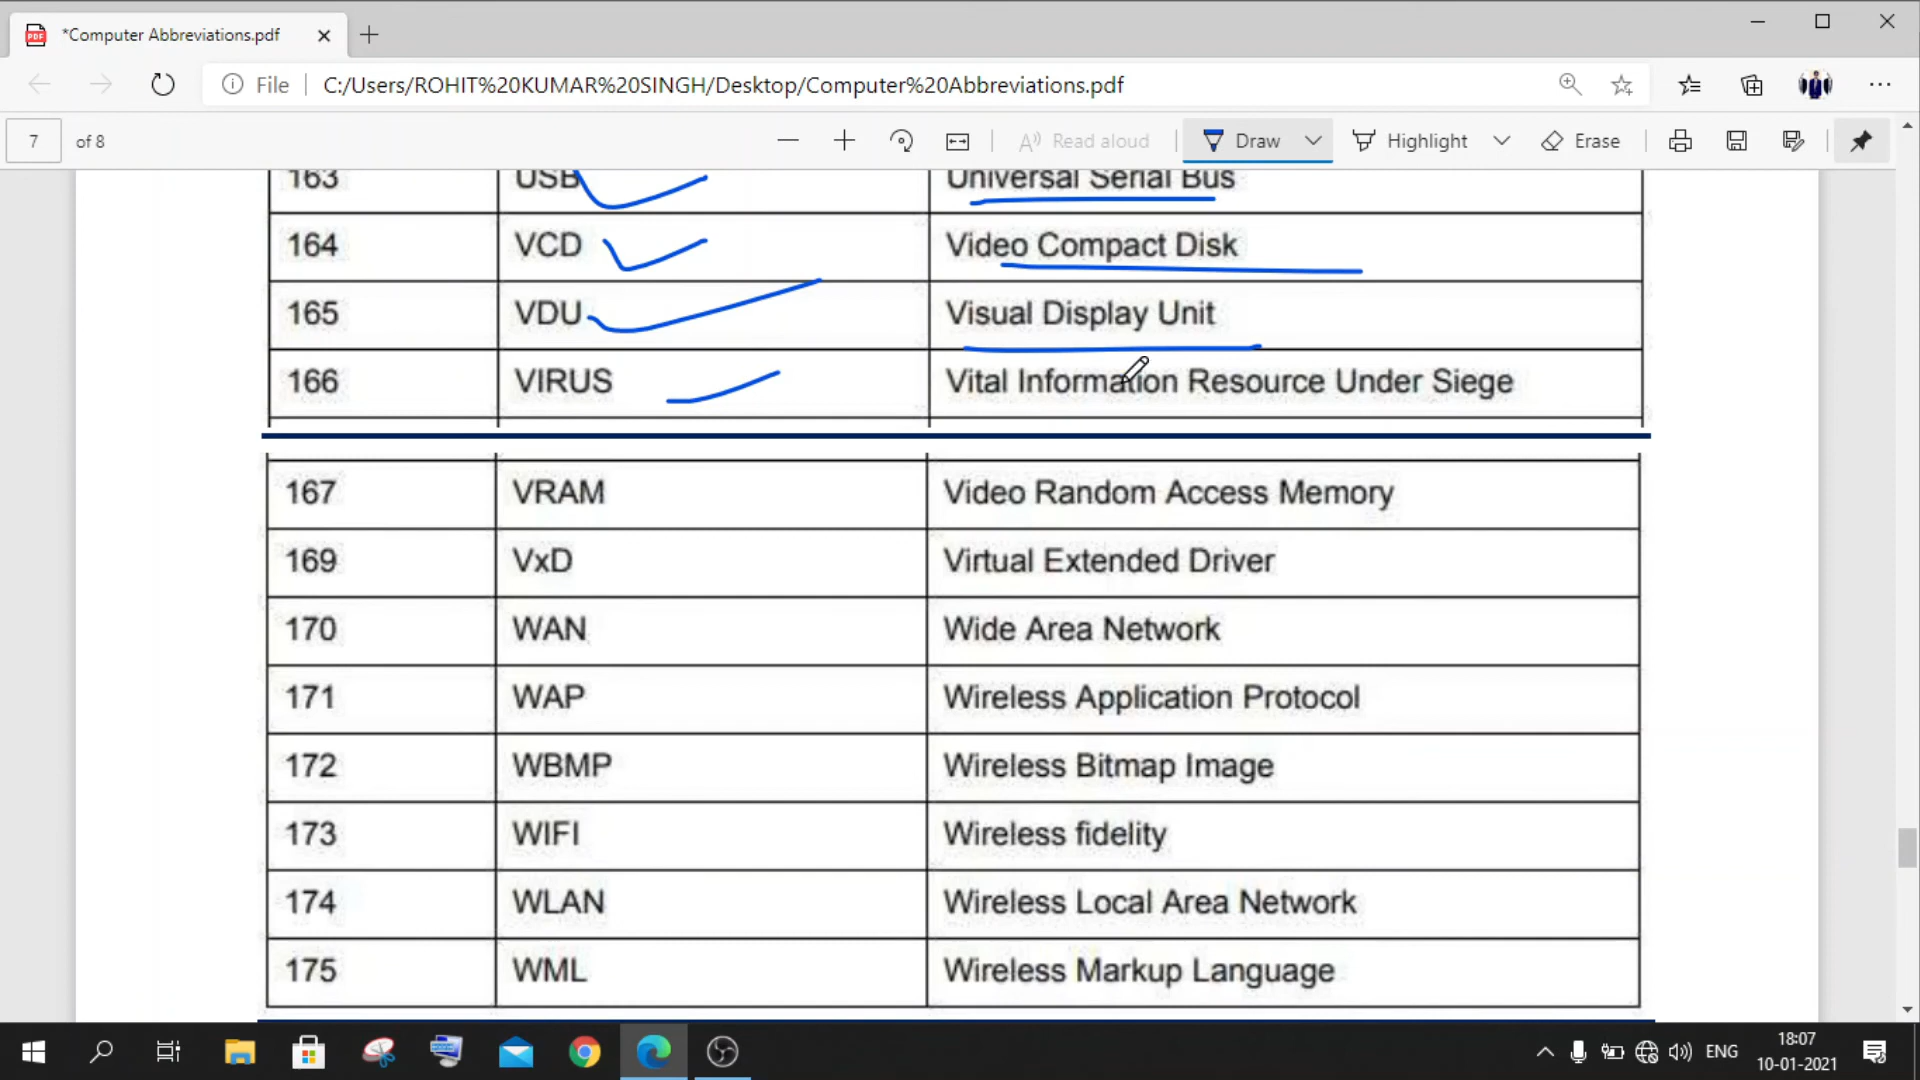 *Computer Abbreviations.pdf
File C:/Users/ROHIT%20KUMAR%20SINGH/Desktop/Computer%20Abbreviations.pdf
7 of 8 Read aloud Draw Highlight Erase
163 USB Universal Serial Bus
164 VCD Video Compact Disk
165 VDU Visual Display Unit
166 VIRUS Vital Information Resource Under Siege
167 VRAM Video Random Access Memory
169 VxD Virtual Extended Driver
170 WAN Wide Area Network
171 WAP Wireless Application Protocol
172 WBMP Wireless Bitmap Image
173 WIFI Wireless fidelity
174 WLAN Wireless Local Area Network
175 WML Wireless Markup Language
ENG 18:07
10-01-2021